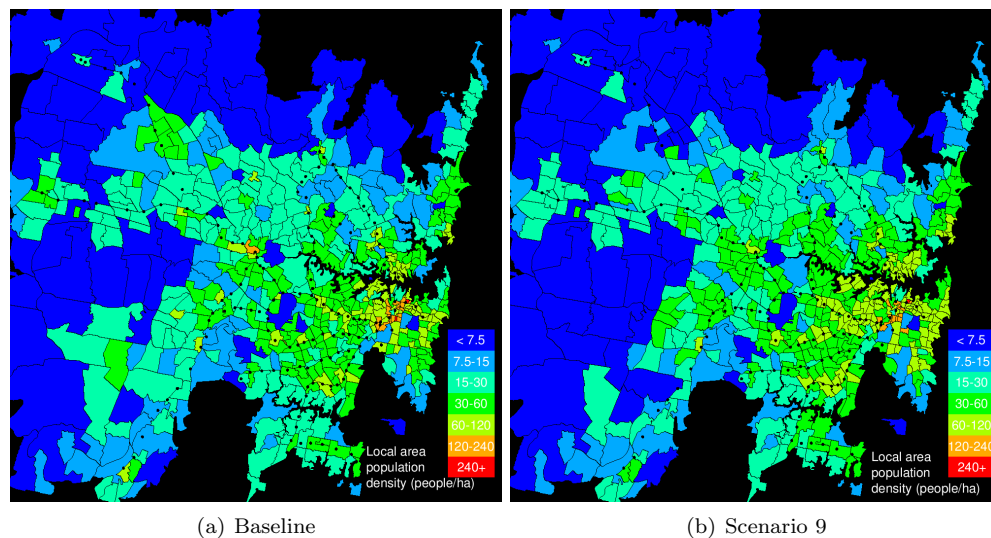 < 7.5
7.5-15
15-30
30-60
60-120
120-240
240+
Local area
population
density (people/ha)
< 7.5
7.5-15
15-30
30-60
60-120
120-240
240+
Local area
population
density (people/ha)
(a) Baseline
(b) Scenario 9